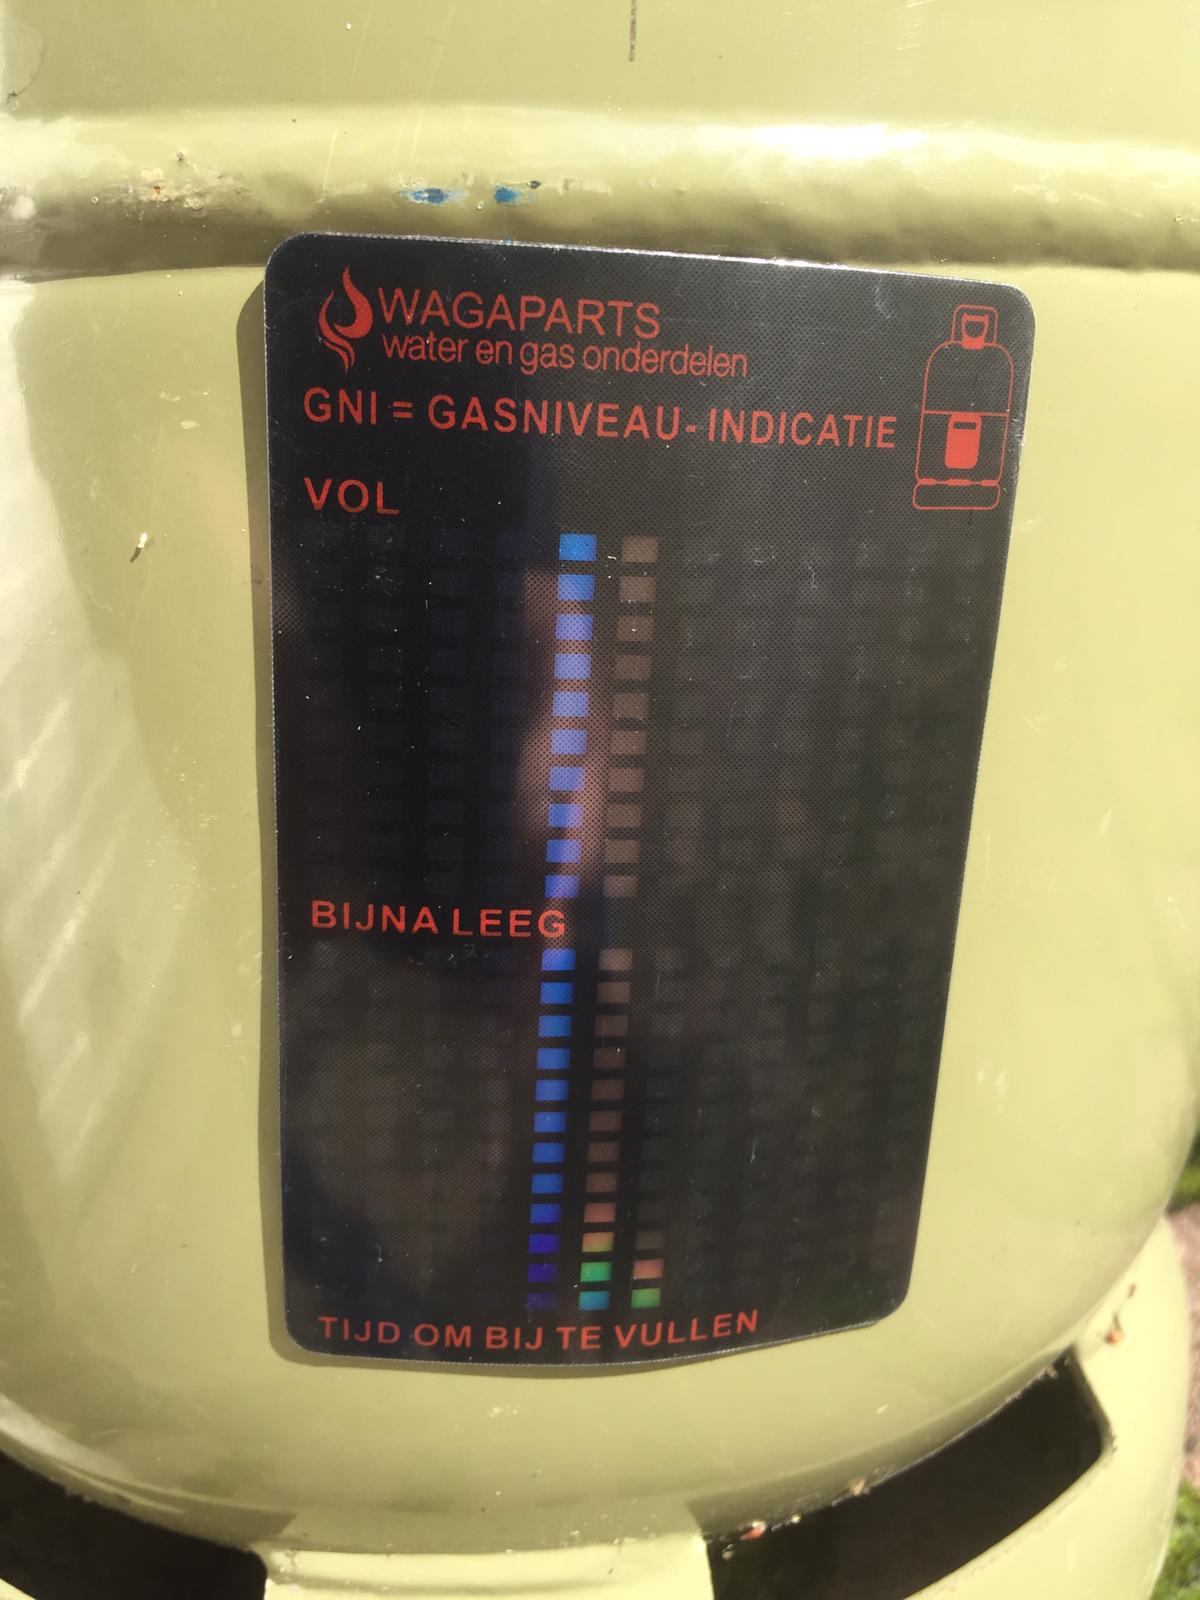 WAGAPARTS
water en gas onderdelen
GNI = GASNIVEAU-INDICATIE
VOL
BIJNA LEEG
TIJD OM BIJ TE VULLEN